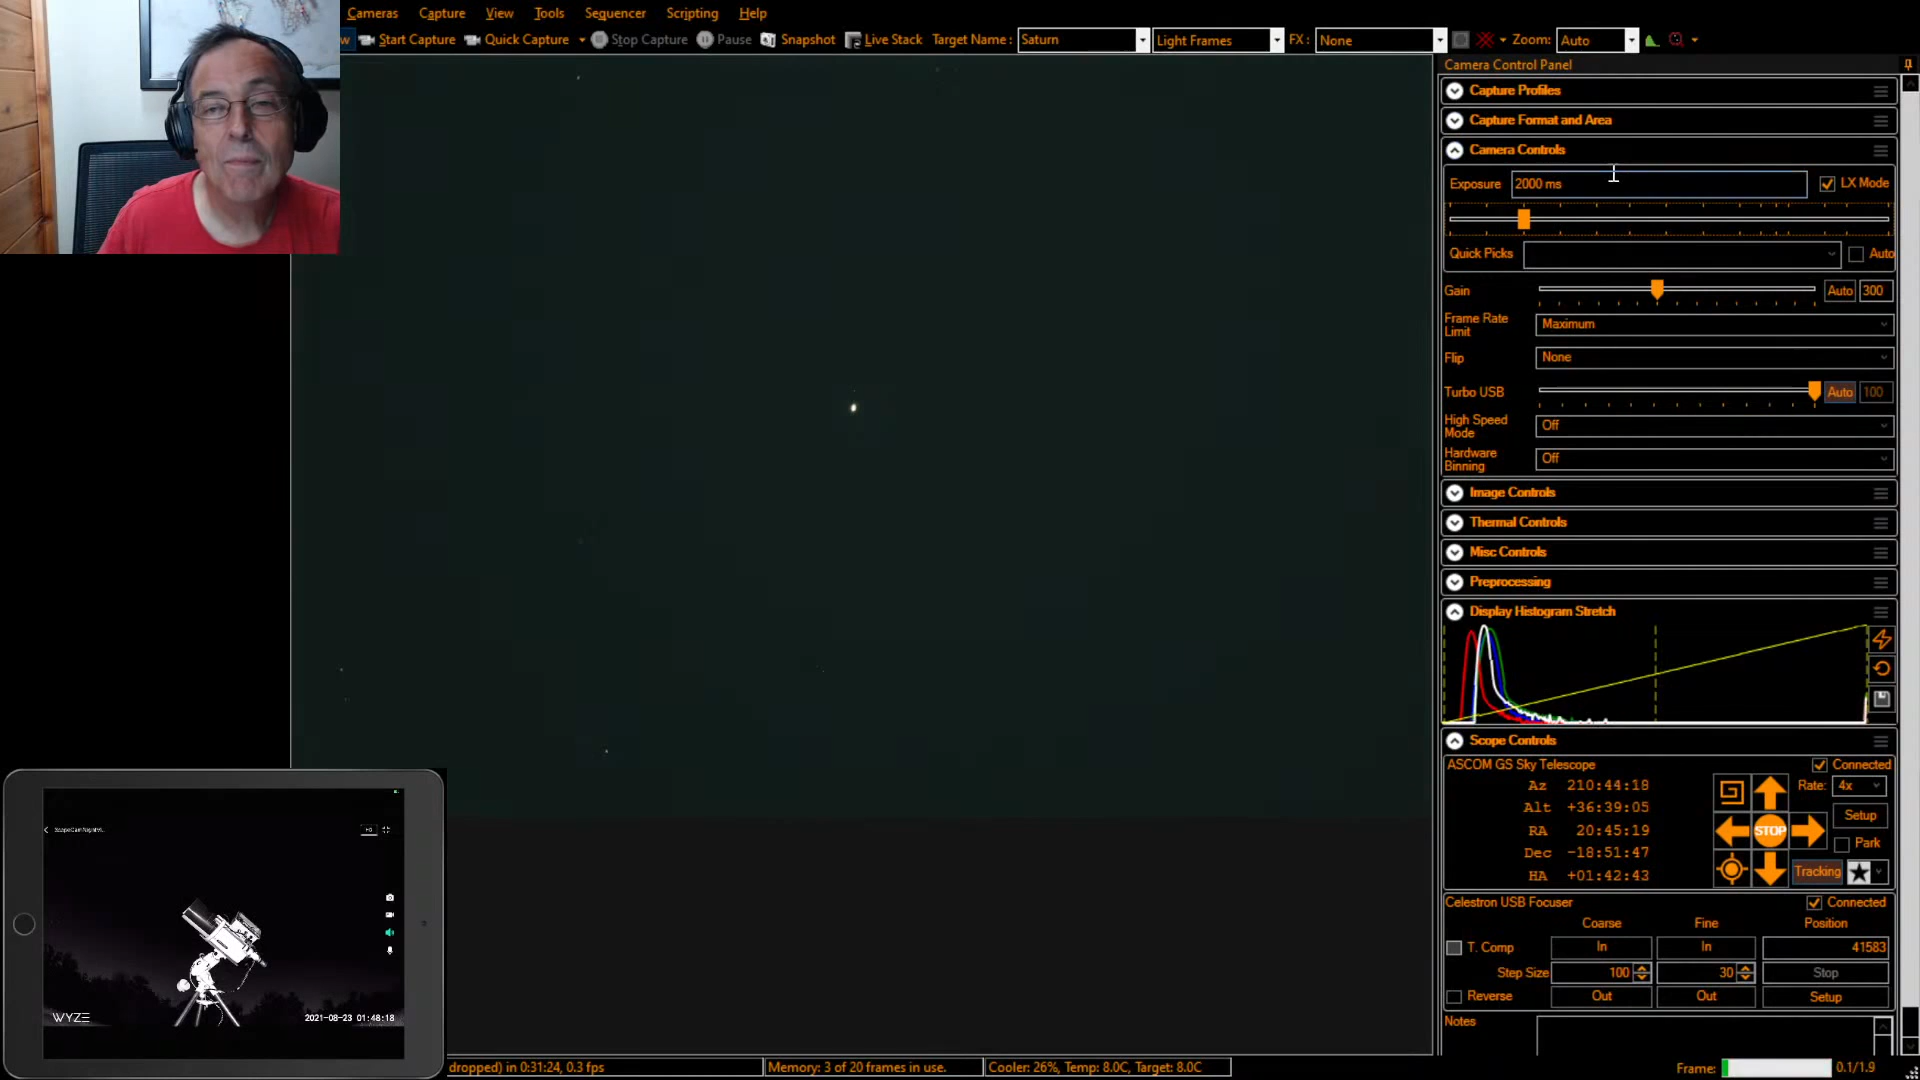 Cameras Capture View Tools Sequencer Scripting Help
w Start Capture Quick Capture Stop Capture Pause Snapshot Live Stack Target Name : Saturn Light Frames FX : None Zoom: Auto
Camera Control Panel
Capture Profiles
Capture Format and Area
Camera Controls
Exposure 2000 ms LX Mode
Quick Picks Auto
Gain Auto 300
Frame Rate
Limit
Maximum
Flip None
Turbo USB Auto 100
High Speed
Mode
Off
Hardware
Binning
Off
Image Controls
Thermal Controls
Misc Controls
Preprocessing
Display Histogram Stretch
Scope Controls
ASCOM GS Sky Telescope Connected
Az 210:44:18 Rate: 4x
Alt +36:39:05 Setup
RA 20:45:19 STOP
Dec -18:51:47 Park
HA +01:42:43 Tracking
Celestron USB Focuser Connected
Coarse Fine Position
T. Comp In In 41583
Step Size 100 30 Stop
Reverse Out Out Setup
Notes
WYZE 2021-08-23 01:48:18
dropped) in 0:31:24, 0.3 fps Memory: 3 of 20 frames in use. Cooler: 26%, Temp: 8.0C, Target: 8.0C Frame: 0.1/1.9